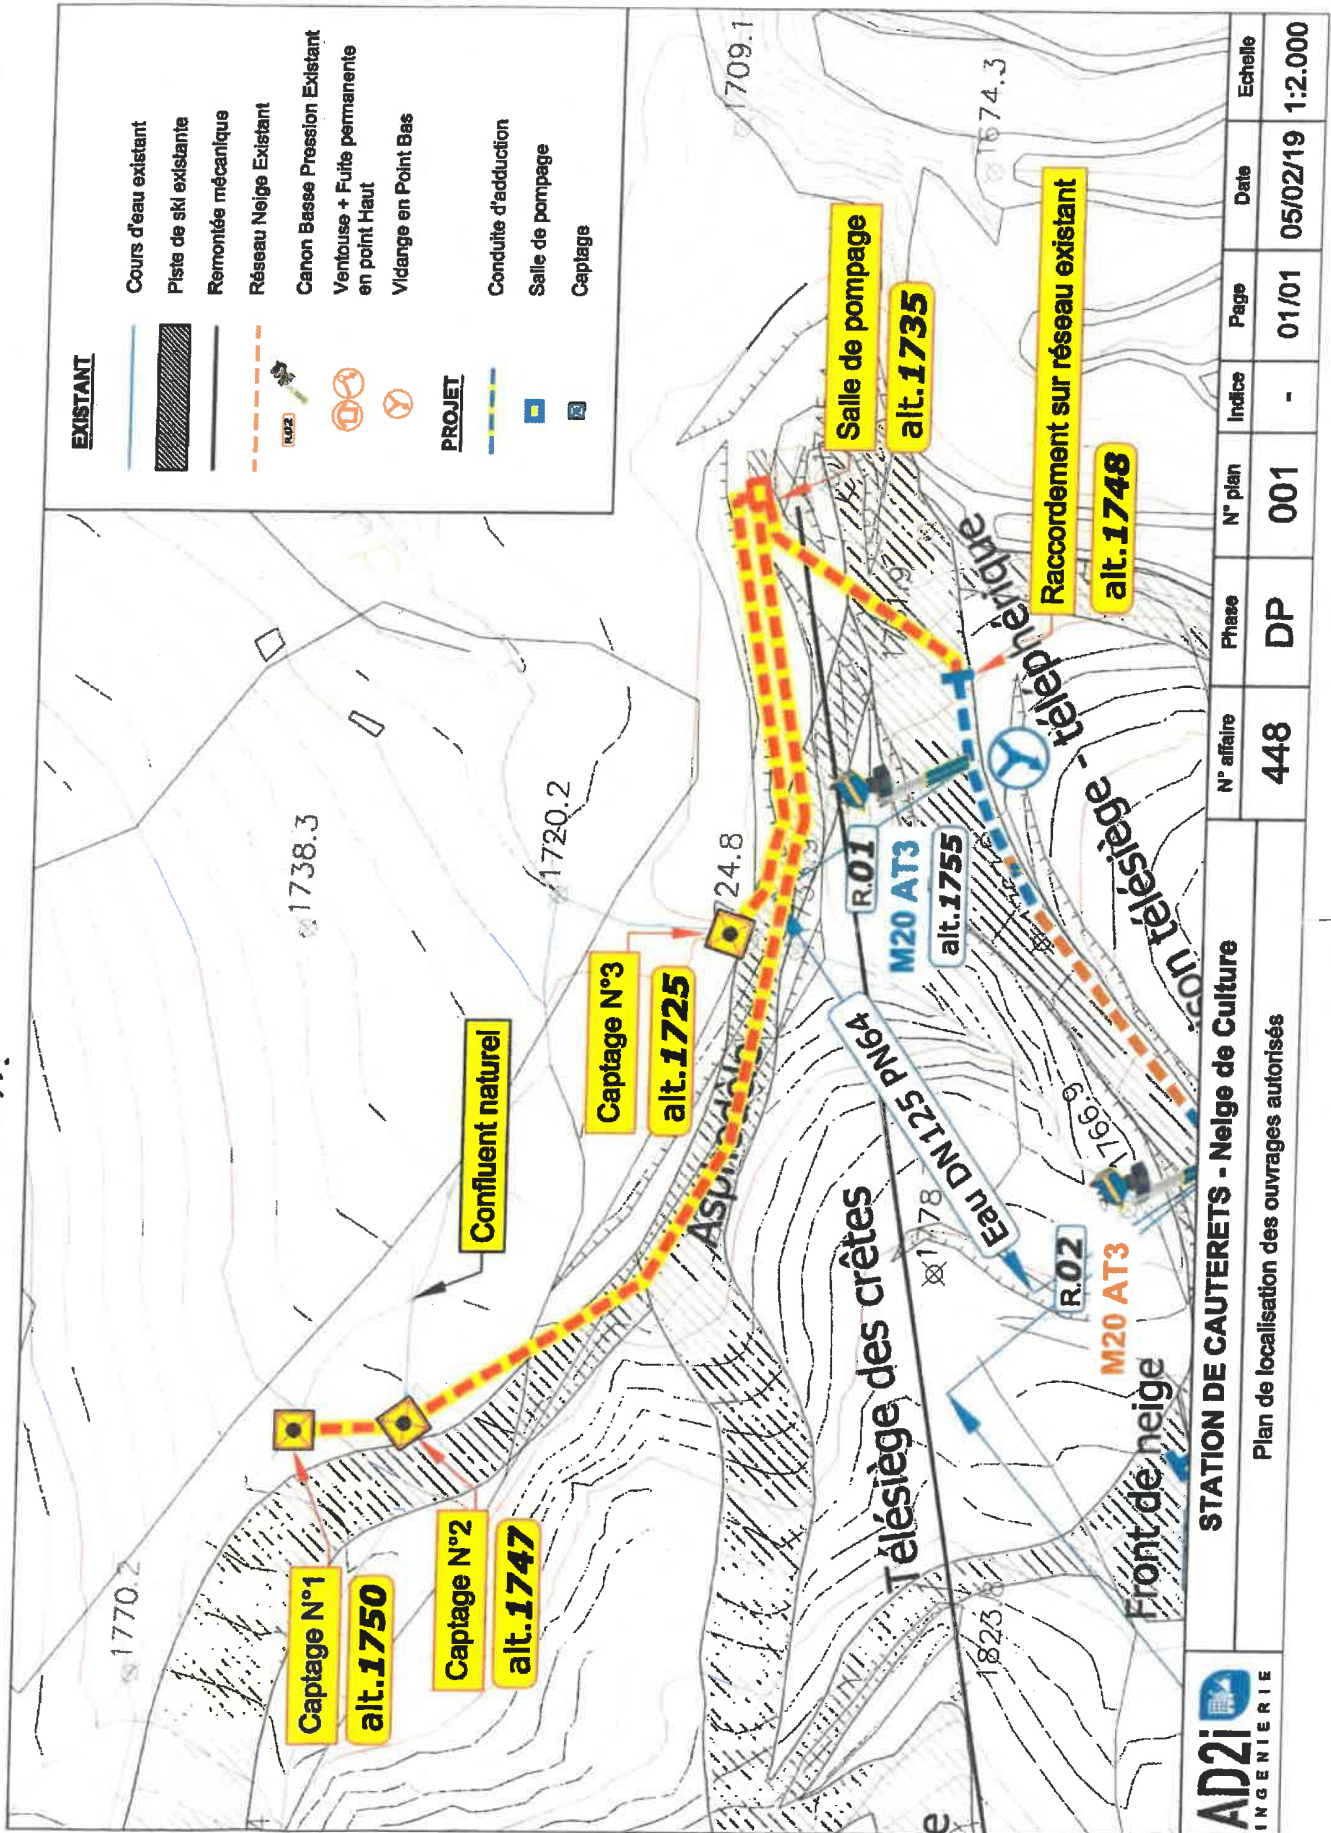 EXISTANT
Cours d'eau existant
Piste de ski existante
Remontée mécanique
Réseau Neige Existant
R.02
Canon Basse Pression Existant
Ventouse + Fuite permanente
en point Haut
Vidange en Point Bas
PROJET
Conduite d'adduction
Salle de pompage
Captage
1770.2
1738.3
1720.2
1709.1
1674.3
24.8
Captage N°1
alt.1750
Captage N°2
alt.1747
Confluent naturel
Captage N°3
alt.1725
Salle de pompage
alt.1735
Raccordement sur réseau existant
alt.1748
R.01
M20 AT3
alt.1755
Eau DN125 PN64
R.02
M20 AT3
1766.9
Télésiège des crêtes
Front de neige
télésiège - téléphérique
AD2i
INGENIERIE
STATION DE CAUTERETS - Neige de Culture
Plan de localisation des ouvrages autorisés
N° affaire
448
Phase
DP
N° plan
001
Indice
-
Page
01/01
Date
05/02/19
Echelle
1:2.000